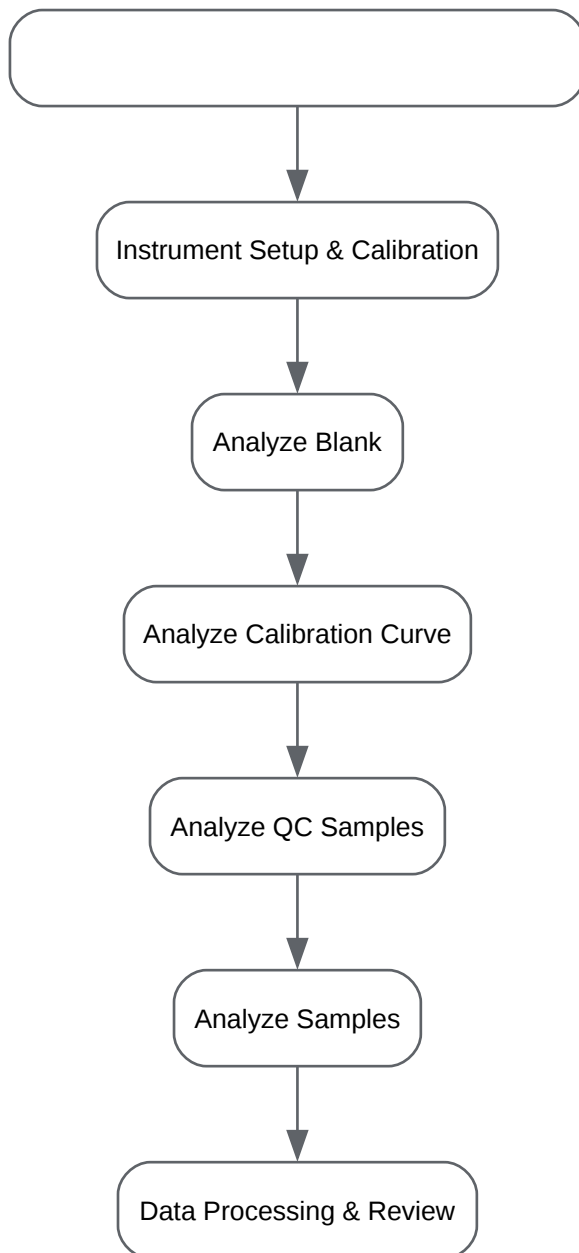 Instrument Setup & Calibration
Analyze Blank
Analyze Calibration Curve
Analyze QC Samples
Analyze Samples
Data Processing & Review